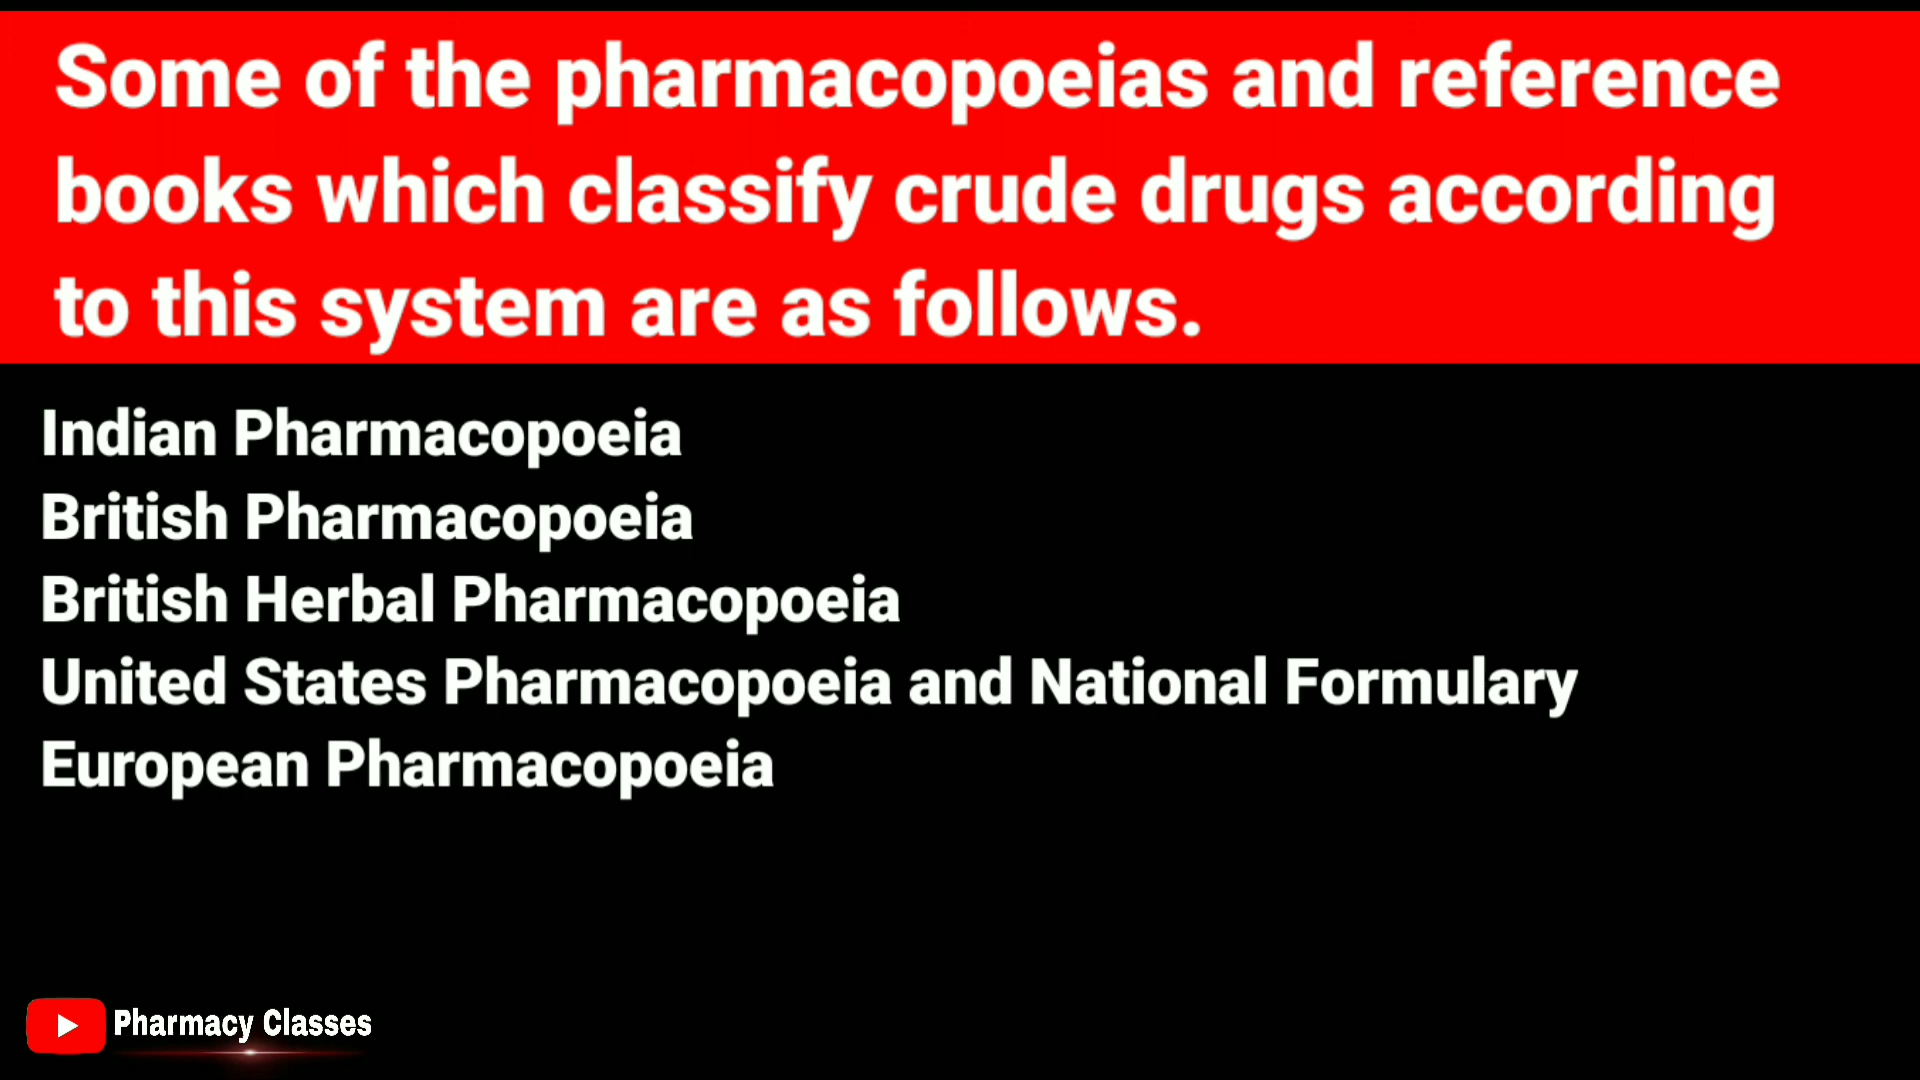 Some of the pharmacopoeias and reference
books which classify crude drugs according
to this system are as follows.
Indian Pharmacopoeia
British Pharmacopoeia
British Herbal Pharmacopoeia
United States Pharmacopoeia and National Formulary
European Pharmacopoeia
Pharmacy Classes